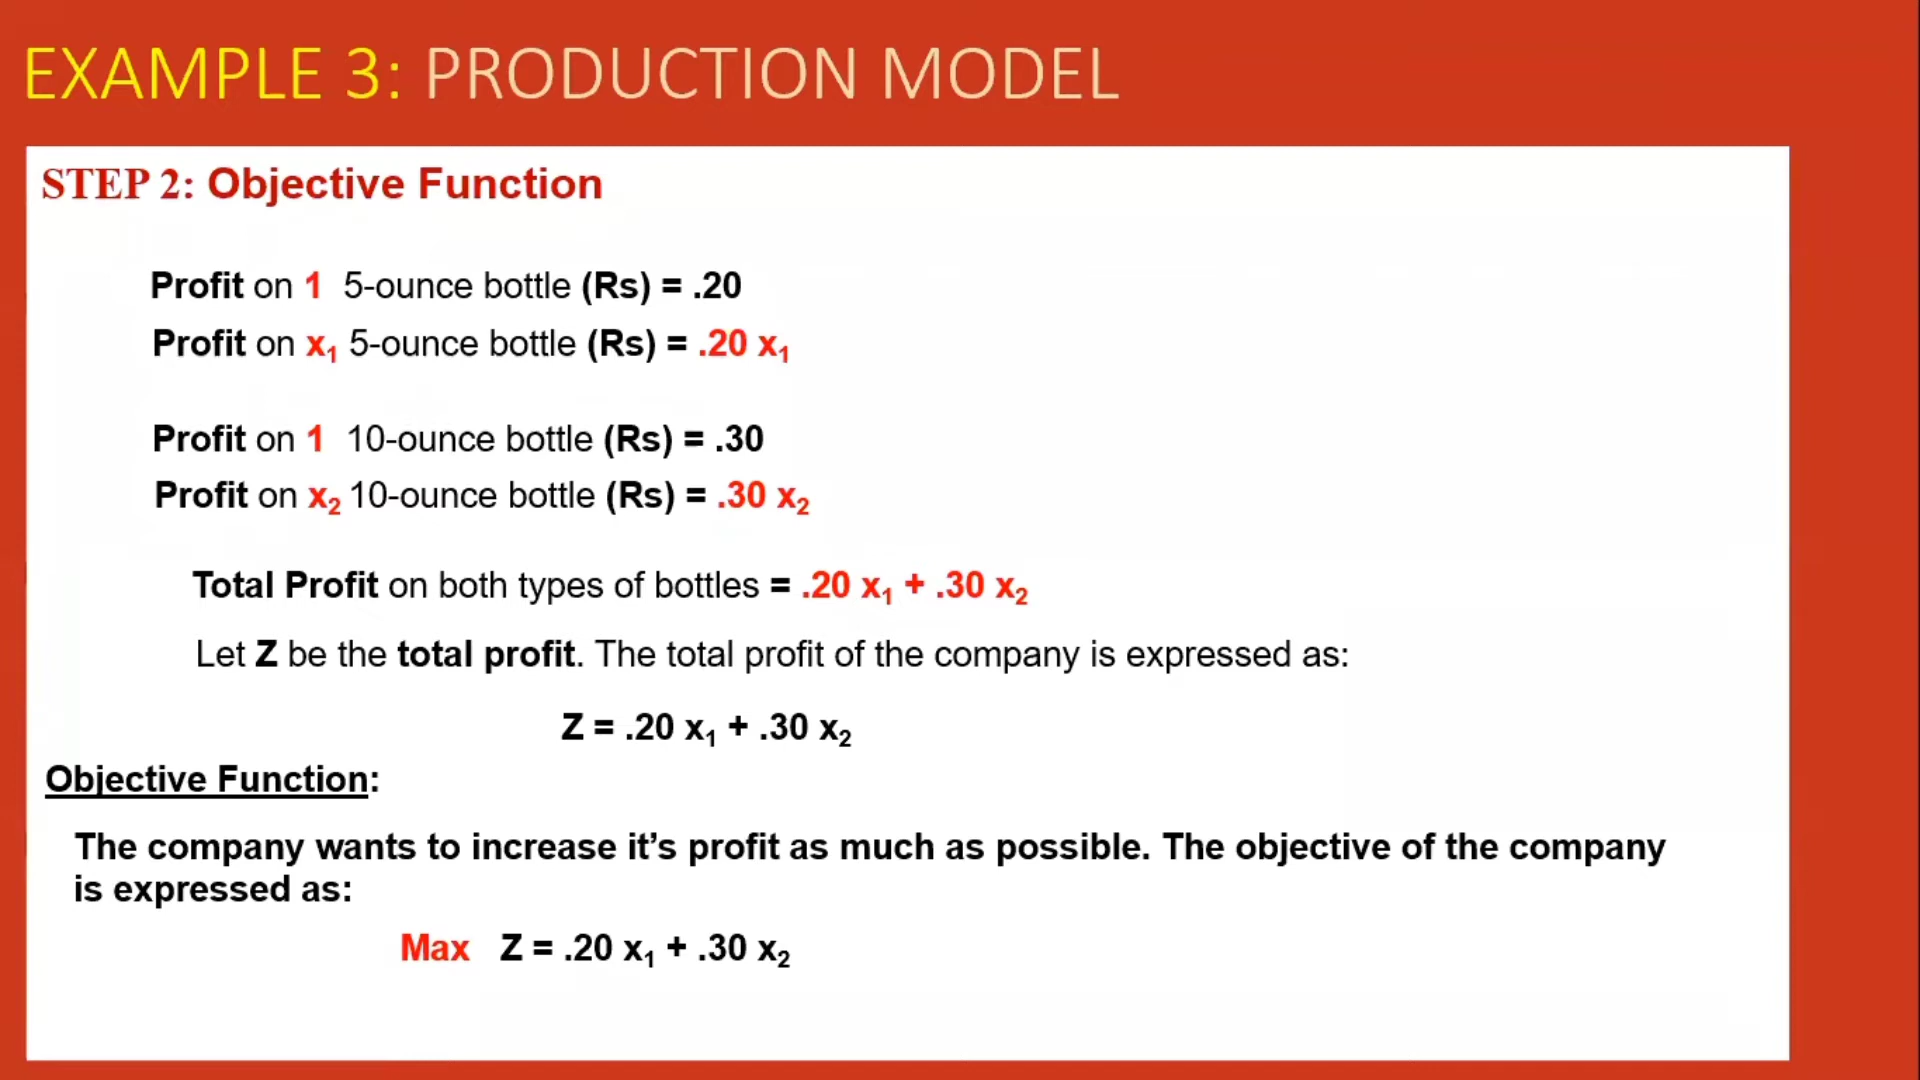 EXAMPLE 3: PRODUCTION MODEL
STEP 2: Objective Function
Profit on 1 5-ounce bottle (Rs) = .20
Profit on x₁ 5-ounce bottle (Rs) = .20 x₁
Profit on 1 10-ounce bottle (Rs) = .30
Profit on x₂ 10-ounce bottle (Rs) = .30 x₂
Total Profit on both types of bottles = .20 x₁ + .30 x₂
Let Z be the total profit. The total profit of the company is expressed as:
Z = .20 x₁ + .30 x₂
Objective Function:
The company wants to increase it’s profit as much as possible. The objective of the company
is expressed as:
Max Z = .20 x₁ + .30 x₂